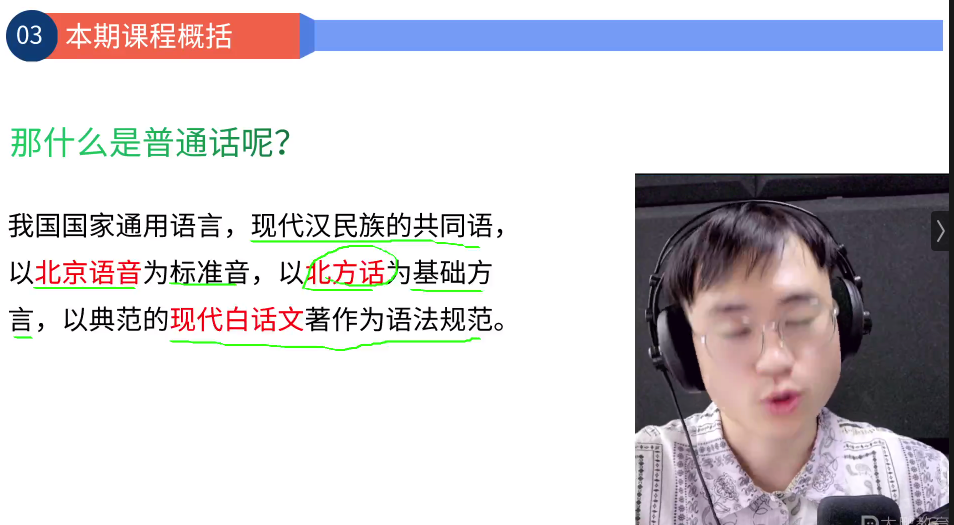 03 本期课程概括
那什么是普通话呢？
我国国家通用语言，现代汉民族的共同语，
以北京语音为标准音，以北方话为基础方
言，以典范的现代白话文著作为语法规范。